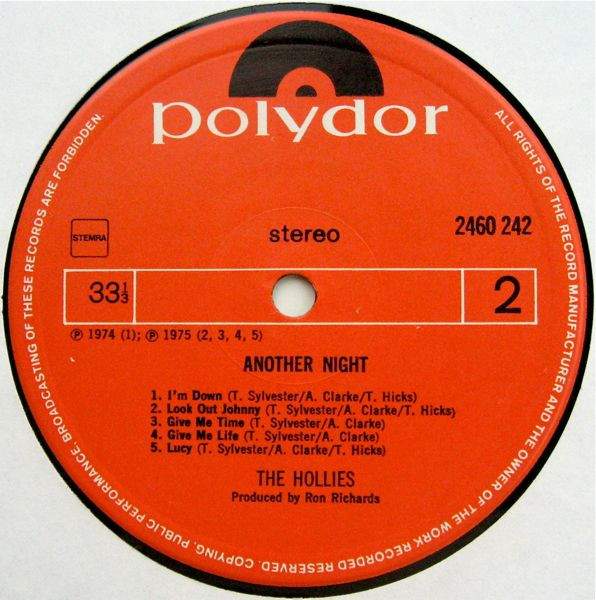 polydor
stereo
2460 242
STEMRA
33⅓
2
℗ 1974 (1); ℗ 1975 (2, 3, 4, 5)
ANOTHER NIGHT
1. I'm Down (T. Sylvester/A. Clarke/T. Hicks)
2. Look Out Johnny (T. Sylvester/A. Clarke/T. Hicks)
3. Give Me Time (T. Sylvester/A. Clarke)
4. Give Me Life (T. Sylvester/A. Clarke)
5. Lucy (T. Sylvester/A. Clarke/T. Hicks)
THE HOLLIES
Produced by Ron Richards
ALL RIGHTS OF THE RECORD MANUFACTURER AND THE OWNER OF THE WORK RECORDED RESERVED. COPYING, PUBLIC PERFORMANCE, BROADCASTING OF THESE RECORDS ARE FORBIDDEN.